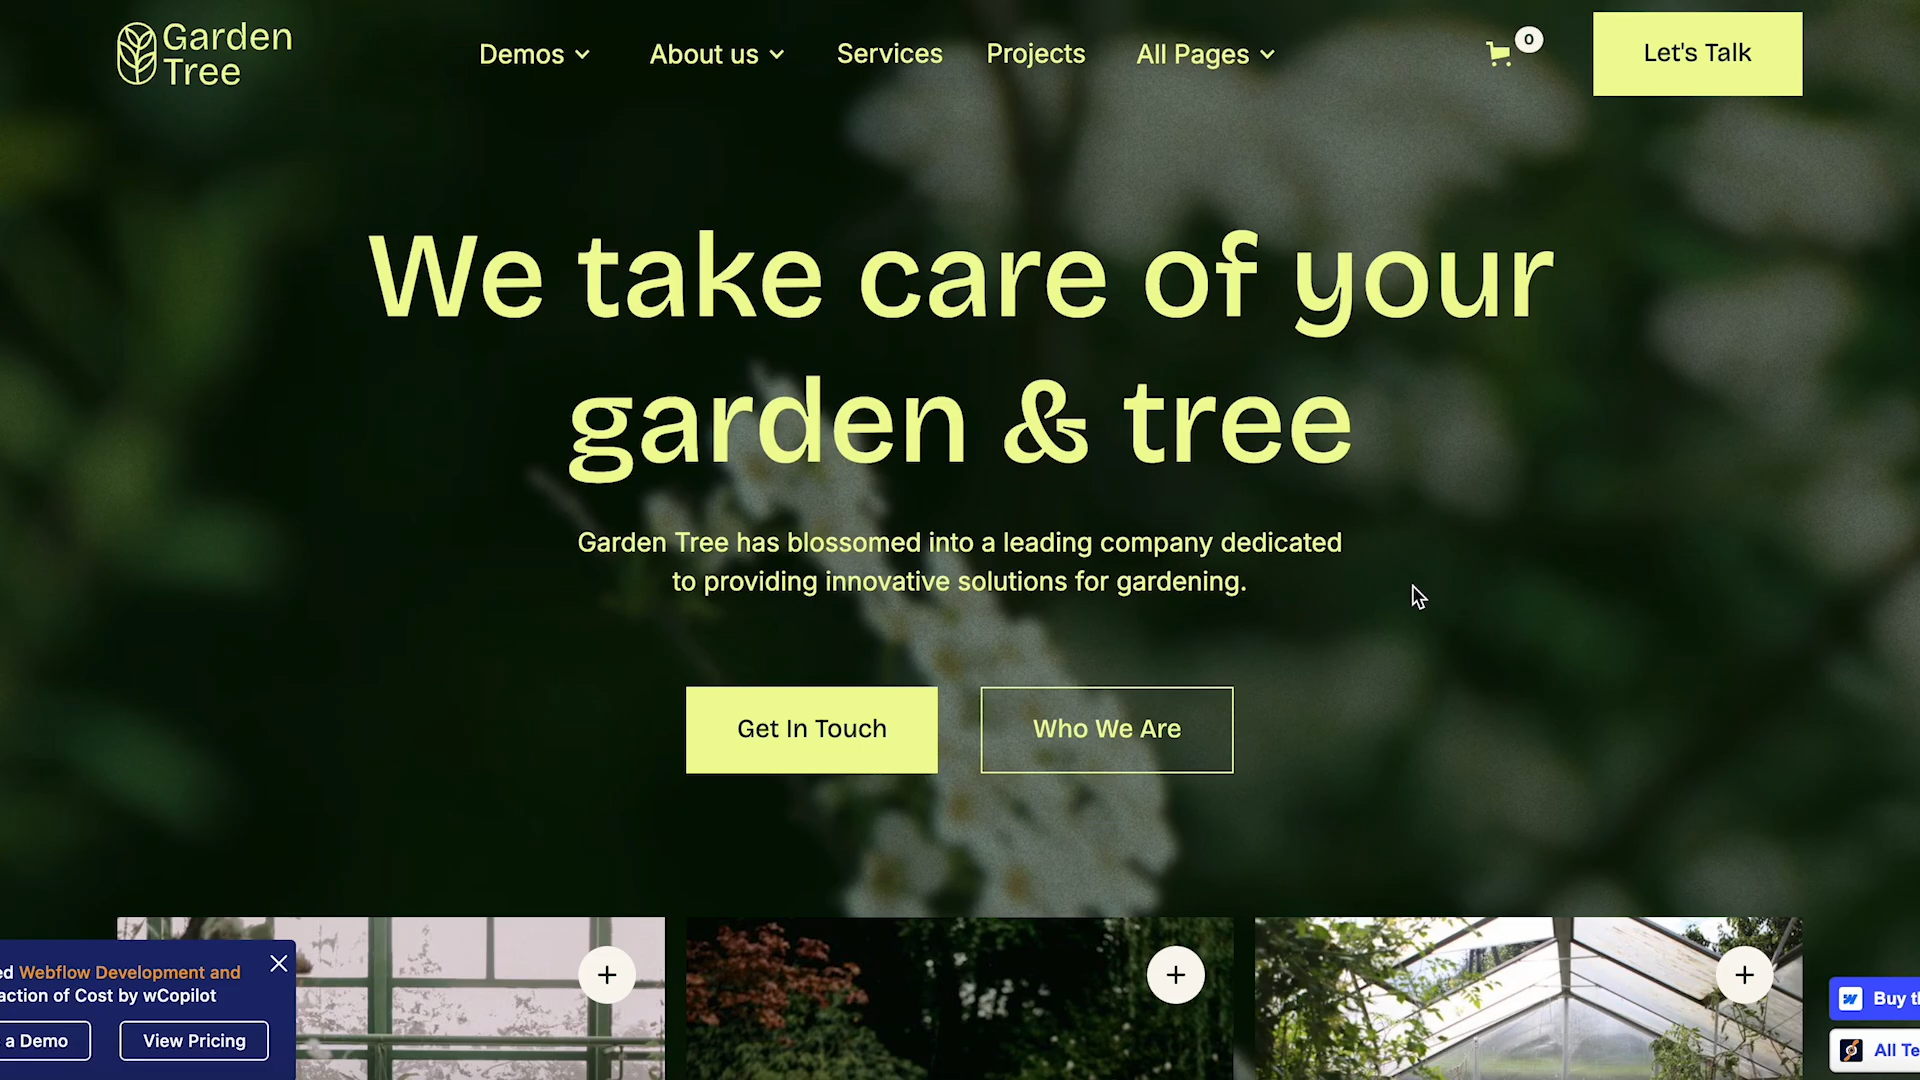 Garden
Tree
Demos
About us
Services
Projects
All Pages
0
Let's Talk
We take care of your
garden & tree
Garden Tree has blossomed into a leading company dedicated
to providing innovative solutions for gardening.
Get In Touch
Who We Are
Webflow Development and
of Cost by wCopilot
a Demo
View Pricing
Buy
All